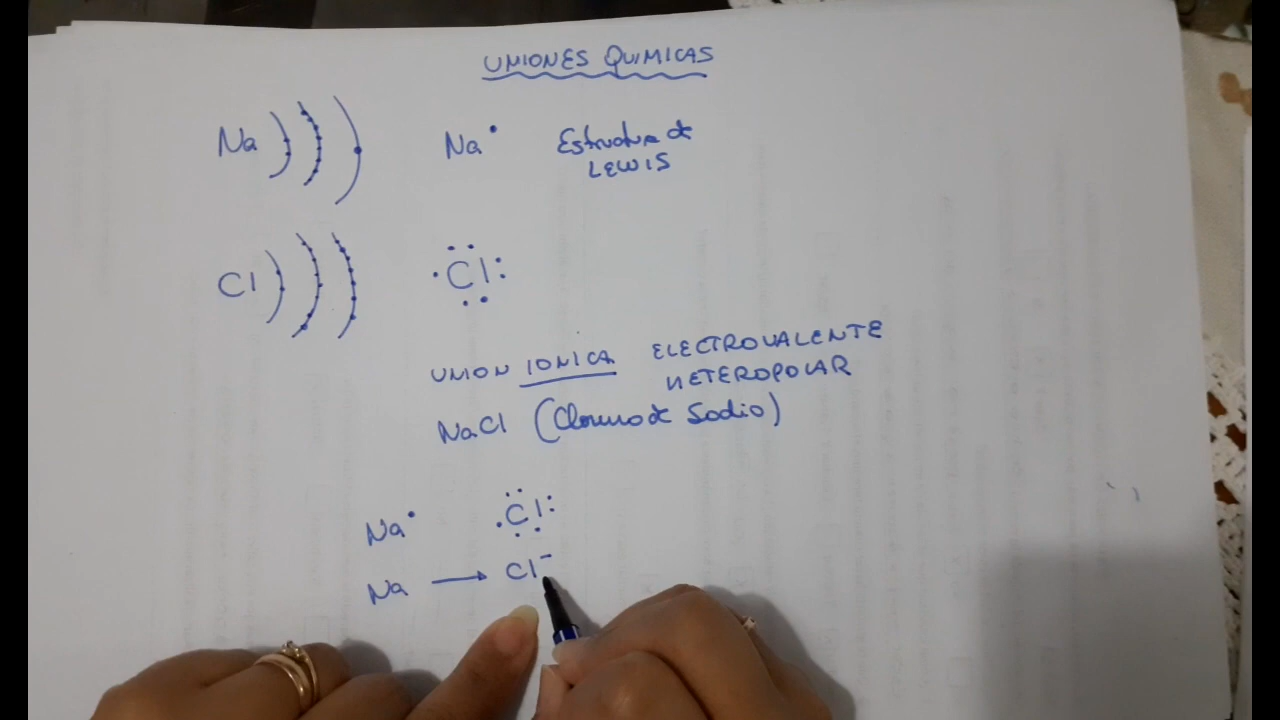 UNIONES QUIMICAS
Na Na• Estructura de
LEWIS
Cl Cl
UNION IONICA ELECTROVALENTE
HETEROPOLAR
NaCl (Cloruro de Sodio)
Na• Cl
Na → Cl⁻